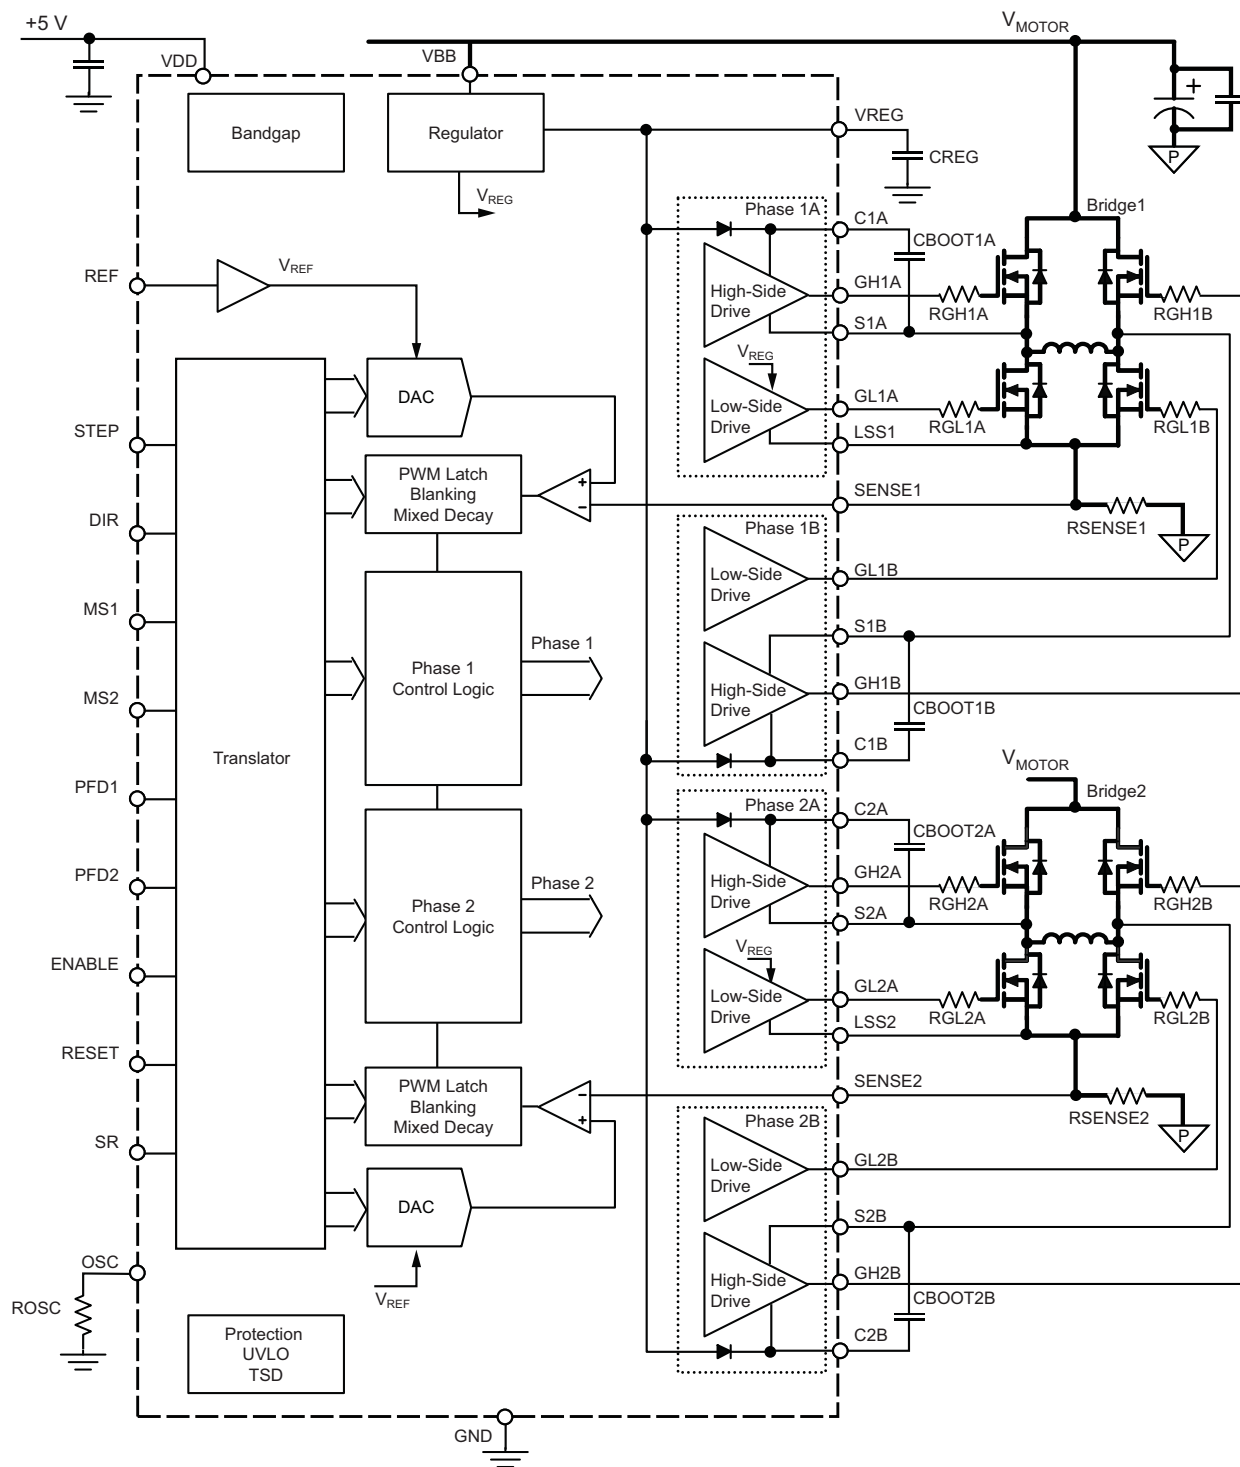 +5 V
VDD
VBB
VMOTOR
Bandgap
Regulator
VREG
VREG
CREG
+
P
Phase 1A
C1A
CBOOT1A
Bridge1
High-Side
Drive
GH1A
RGH1A
RGH1B
S1A
REF
VREF
VREG
Low-Side
Drive
GL1A
RGL1A
RGL1B
LSS1
DAC
STEP
PWM Latch
Blanking
Mixed Decay
+
−
SENSE1
RSENSE1
P
DIR
Phase 1B
Low-Side
Drive
GL1B
MS1
S1B
Phase 1
Control Logic
Phase 1
High-Side
Drive
GH1B
CBOOT1B
MS2
C1B
Translator
VMOTOR
PFD1
Phase 2A
C2A
CBOOT2A
Bridge2
High-Side
Drive
GH2A
RGH2A
RGH2B
PFD2
Phase 2
Control Logic
Phase 2
S2A
VREG
Low-Side
Drive
GL2A
RGL2A
RGL2B
ENABLE
LSS2
RESET
PWM Latch
Blanking
Mixed Decay
−
+
SENSE2
RSENSE2
P
SR
Phase 2B
Low-Side
Drive
GL2B
DAC
S2B
OSC
High-Side
Drive
GH2B
CBOOT2B
ROSC
VREF
Protection
UVLO
TSD
C2B
GND